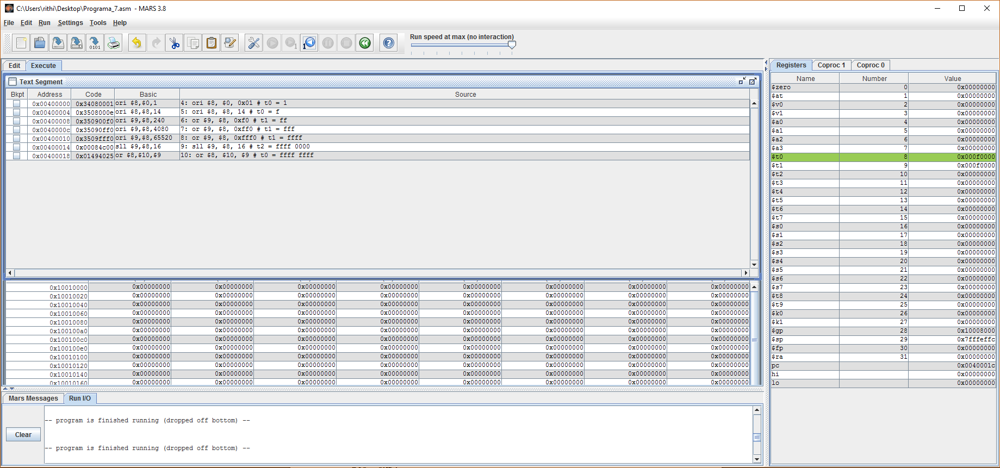 C:\Users\rithi\Desktop\Programa_7.asm - MARS 3.8
File Edit Run Settings Tools Help
Run speed at max (no interaction)
Edit Execute
Text Segment
Bkpt Address Code Basic Source
0x00400000 0x34080001 ori $8,$0,1 4: ori $8, $0, 0x01 # t0 = 1
0x00400004 0x3508000e ori $8,$8,14 5: ori $8, $8, 14 # t0 = f
0x00400008 0x350900f0 ori $9,$8,240 6: or $9, $8, 0xf0 # t1 = ff
0x0040000c 0x35090ff0 ori $9,$8,4080 7: or $9, $8, 0xff0 # t1 = fff
0x00400010 0x3509fff0 ori $9,$8,65520 8: or $9, $8, 0xfff0 # t1 = ffff
0x00400014 0x00084c00 sll $9,$8,16 9: sll $9, $8, 16 # t2 = ffff 0000
0x00400018 0x01494025 or $8,$10,$9 10: or $8, $10, $9 # t0 = ffff ffff
0x10010000 0x00000000 0x00000000 0x00000000 0x00000000 0x00000000 0x00000000 0x00000000 0x00000000
0x10010020 0x00000000 0x00000000 0x00000000 0x00000000 0x00000000 0x00000000 0x00000000 0x00000000
0x10010040 0x00000000 0x00000000 0x00000000 0x00000000 0x00000000 0x00000000 0x00000000 0x00000000
0x10010060 0x00000000 0x00000000 0x00000000 0x00000000 0x00000000 0x00000000 0x00000000 0x00000000
0x10010080 0x00000000 0x00000000 0x00000000 0x00000000 0x00000000 0x00000000 0x00000000 0x00000000
0x100100a0 0x00000000 0x00000000 0x00000000 0x00000000 0x00000000 0x00000000 0x00000000 0x00000000
0x100100c0 0x00000000 0x00000000 0x00000000 0x00000000 0x00000000 0x00000000 0x00000000 0x00000000
0x100100e0 0x00000000 0x00000000 0x00000000 0x00000000 0x00000000 0x00000000 0x00000000 0x00000000
0x10010100 0x00000000 0x00000000 0x00000000 0x00000000 0x00000000 0x00000000 0x00000000 0x00000000
0x10010120 0x00000000 0x00000000 0x00000000 0x00000000 0x00000000 0x00000000 0x00000000 0x00000000
0x10010140 0x00000000 0x00000000 0x00000000 0x00000000 0x00000000 0x00000000 0x00000000 0x00000000
0x10010160 0x00000000 0x00000000 0x00000000 0x00000000 0x00000000 0x00000000 0x00000000 0x00000000
Mars Messages Run I/O
-- program is finished running (dropped off bottom) --
Clear
-- program is finished running (dropped off bottom) --
Registers Coproc 1 Coproc 0
Name Number Value
$zero 0 0x00000000
$at 1 0x00000000
$v0 2 0x00000000
$v1 3 0x00000000
$a0 4 0x00000000
$a1 5 0x00000000
$a2 6 0x00000000
$a3 7 0x00000000
$t0 8 0x000f0000
$t1 9 0x000f0000
$t2 10 0x00000000
$t3 11 0x00000000
$t4 12 0x00000000
$t5 13 0x00000000
$t6 14 0x00000000
$t7 15 0x00000000
$s0 16 0x00000000
$s1 17 0x00000000
$s2 18 0x00000000
$s3 19 0x00000000
$s4 20 0x00000000
$s5 21 0x00000000
$s6 22 0x00000000
$s7 23 0x00000000
$t8 24 0x00000000
$t9 25 0x00000000
$k0 26 0x00000000
$k1 27 0x00000000
$gp 28 0x10008000
$sp 29 0x7fffeffc
$fp 30 0x00000000
$ra 31 0x00000000
pc 0x0040001c
hi 0x00000000
lo 0x00000000